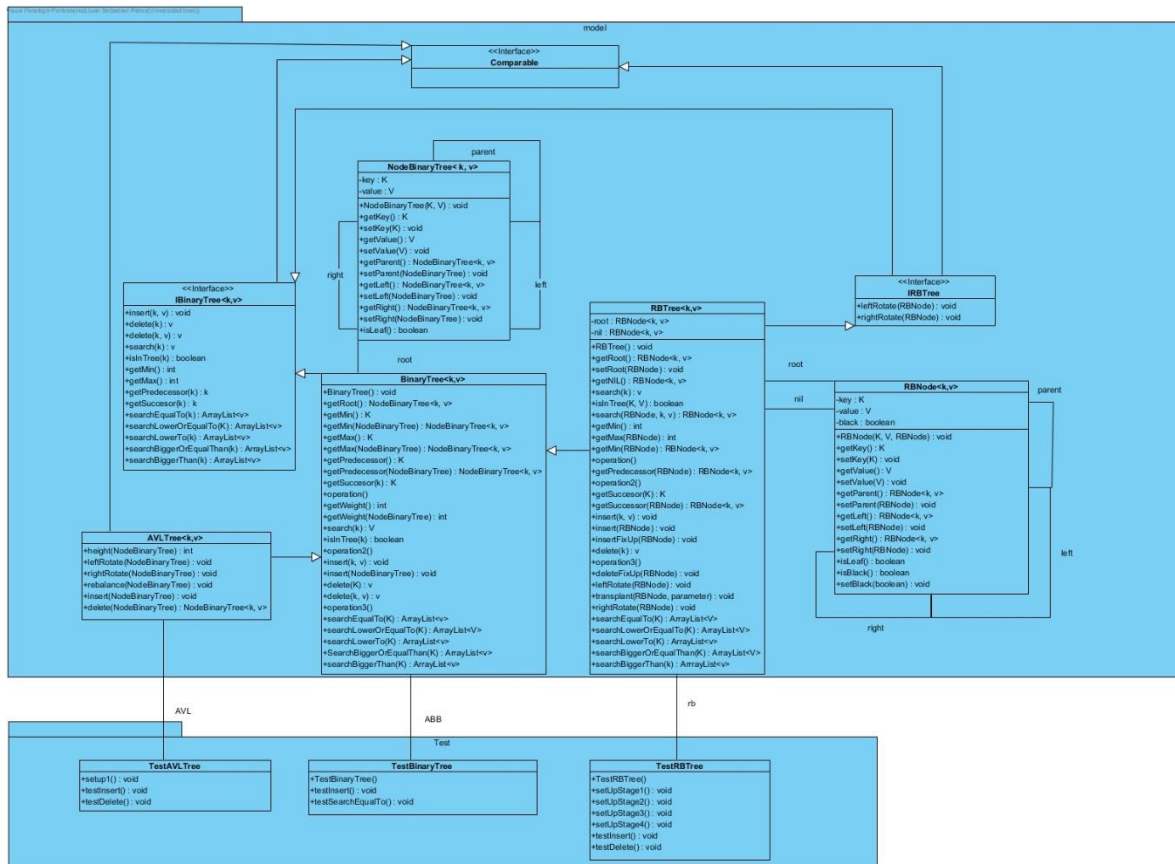 model
<<Interface>>
Comparable
parent
NodeBinaryTree< k, v>
-key : K
-value : V
+NodeBinaryTree(K, V) : void
+getKey() : K
+setKey(K) : void
+getValue() : V
+setValue(V) : void
+getParent() : NodeBinaryTree<k, v>
+setParent(NodeBinaryTree) : void
+getLeft() : NodeBinaryTree<k, v>
+setLeft(NodeBinaryTree) : void
+getRight() : NodeBinaryTree<k, v>
+setRight(NodeBinaryTree) : void
+isLeaf() : boolean
right
left
root
<<Interface>>
IBinaryTree<k,v>
+insert(k, v) : void
+delete(k) : v
+delete(k, v) : v
+search(k) : v
+isInTree(k) : boolean
+getMin() : int
+getMax() : int
+getPredecessor(k) : k
+getSuccesor(k) : k
+searchEqualTo(k) : ArrayList<v>
+searchLowerOrEqualTo(K) : ArrayList<v>
+searchLowerTo(k) : ArrayList<v>
+searchBiggerOrEqualThan(k) : ArrayList<v>
+searchBiggerThan(k) : ArrayList<v>
BinaryTree<k,v>
+BinaryTree() : void
+getRoot() : NodeBinaryTree<k, v>
+getMin() : K
+getMin(NodeBinaryTree) : NodeBinaryTree<k, v>
+getMax() : K
+getMax(NodeBinaryTree) : NodeBinaryTree<k, v>
+getPredecessor() : K
+getPredecessor(NodeBinaryTree) : NodeBinaryTree<k, v>
+getSuccesor(k) : K
+operation()
+getWeight() : int
+getWeight(NodeBinaryTree) : int
+search(k) : V
+isInTree(k) : boolean
+operation2()
+insert(k, v) : void
+insert(NodeBinaryTree) : void
+delete(K) : v
+delete(k, v) : v
+operation3()
+searchEqualTo(K) : ArrayList<v>
+searchLowerOrEqualTo(K) : ArrayList<V>
+searchLowerTo(K) : ArrayList<v>
+SearchBiggerOrEqualThan(K) : ArrayList<v>
+searchBiggerThan(K) : ArrayList<v>
<<Interface>>
IRBTree
+leftRotate(RBNode) : void
+rightRotate(RBNode) : void
RBTree<k,v>
-root : RBNode<k, v>
-nil : RBNode<k, v>
+RBTree() : void
+getRoot() : RBNode<k, v>
+setRoot(RBNode) : void
+getNIL() : RBNode<k, v>
+search(k) : v
+isInTree(K, V) : boolean
+search(RBNode, k, v) : RBNode<k, v>
+getMin() : int
+getMax(RBNode) : int
+getMin(RBNode) : RBNode<k, v>
+operation()
+getPredecessor(RBNode) : RBNode<k, v>
+operation2()
+getSuccesor(K) : K
+getSuccessor(RBNode) : RBNode<k, v>
+insert(k, v) : void
+insert(RBNode) : void
+insertFixUp(RBNode) : void
+delete(k) : v
+operation3()
+deleteFixUp(RBNode) : void
+leftRotate(RBNode) : void
+transplant(RBNode, parameter) : void
+rightRotate(RBNode) : void
+searchEqualTo(K) : ArrayList<V>
+searchLowerOrEqualTo(K) : ArrayList<V>
+searchLowerTo(K) : ArrayList<v>
+searchBiggerOrEqualThan(K) : ArrayList<V>
+searchBiggerThan(k) : ArrrayList<v>
root
nil
RBNode<k,v>
-key : K
-value : V
-black : boolean
+RBNode(K, V, RBNode) : void
+getKey() : K
+setKey(K) : void
+getValue() : V
+setValue(V) : void
+getParent() : RBNode<k, v>
+setParent(RBNode) : void
+getLeft() : RBNode<k, v>
+setLeft(RBNode) : void
+getRight() : RBNode<k, v>
+setRight(RBNode) : void
+isLeaf() : boolean
+isBlack() : boolean
+setBlack(boolean) : void
parent
left
right
AVLTree<k,v>
+height(NodeBinaryTree) : int
+leftRotate(NodeBinaryTree) : void
+rightRotate(NodeBinaryTree) : void
+rebalance(NodeBinaryTree) : void
+insert(NodeBinaryTree) : void
+delete(NodeBinaryTree) : NodeBinaryTree<k, v>
AVL
ABB
rb
Test
TestAVLTree
+setup1() : void
+testInsert() : void
+testDelete() : void
TestBinaryTree
+TestBinaryTree()
+testInsert() : void
+testSearchEqualTo() : void
TestRBTree
+TestRBTree()
+setUpStage1() : void
+setUpStage2() : void
+setUpStage3() : void
+setUpStage4() : void
+testInsert() : void
+testDelete() : void